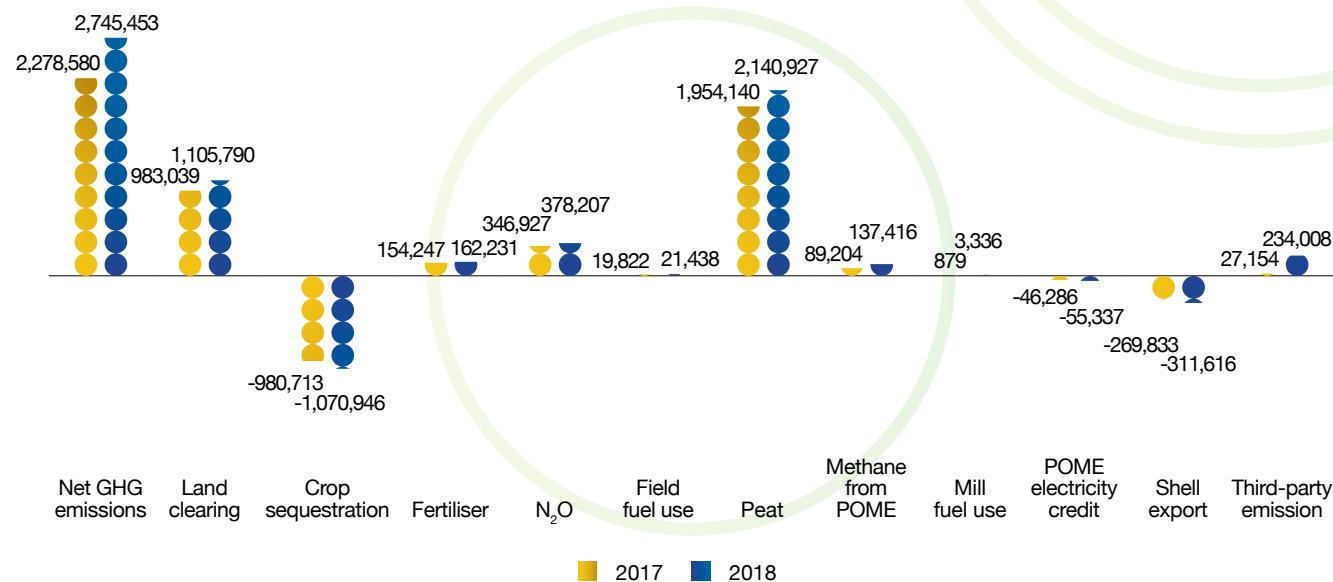 2,745,453
2,278,580
1,105,790
983,039
-980,713
-1,070,946
154,247
162,231
346,927
378,207
19,822
21,438
1,954,140
2,140,927
89,204
137,416
879
3,336
-46,286
-55,337
-269,833
-311,616
27,154
234,008
Net GHG
emissions
Land
clearing
Crop
sequestration
Fertiliser
N₂O
Field
fuel use
Peat
Methane
from
POME
Mill
fuel use
POME
electricity
credit
Shell
export
Third-party
emission
2017
2018